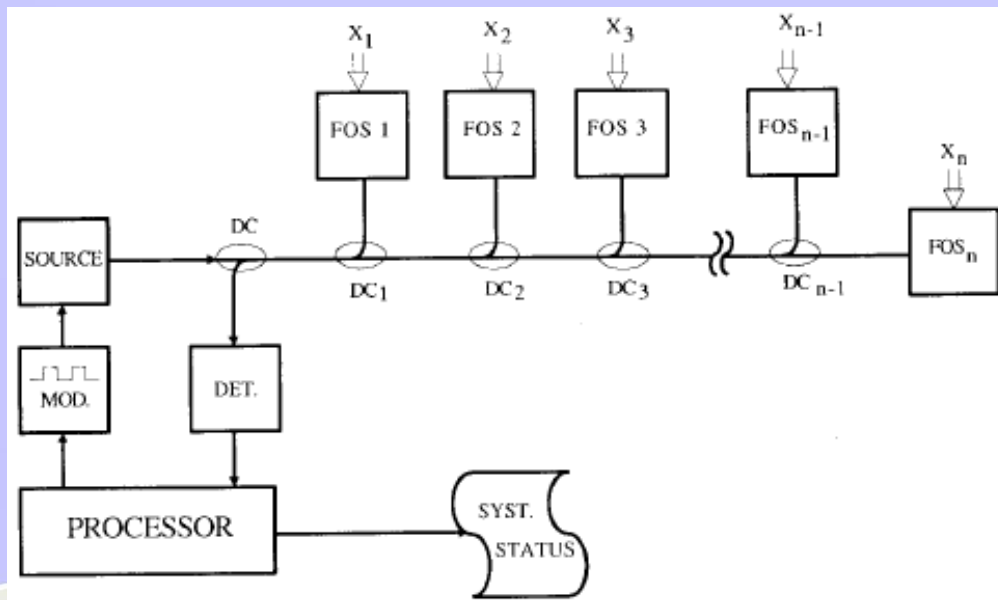 X₁ X₂ X₃ Xₙ₋₁
FOS 1 FOS 2 FOS 3 FOSₙ₋₁
Xₙ
DC
SOURCE FOSₙ
DC₁ DC₂ DC₃ DCₙ₋₁
MOD. DET.
PROCESSOR
SYST.
STATUS